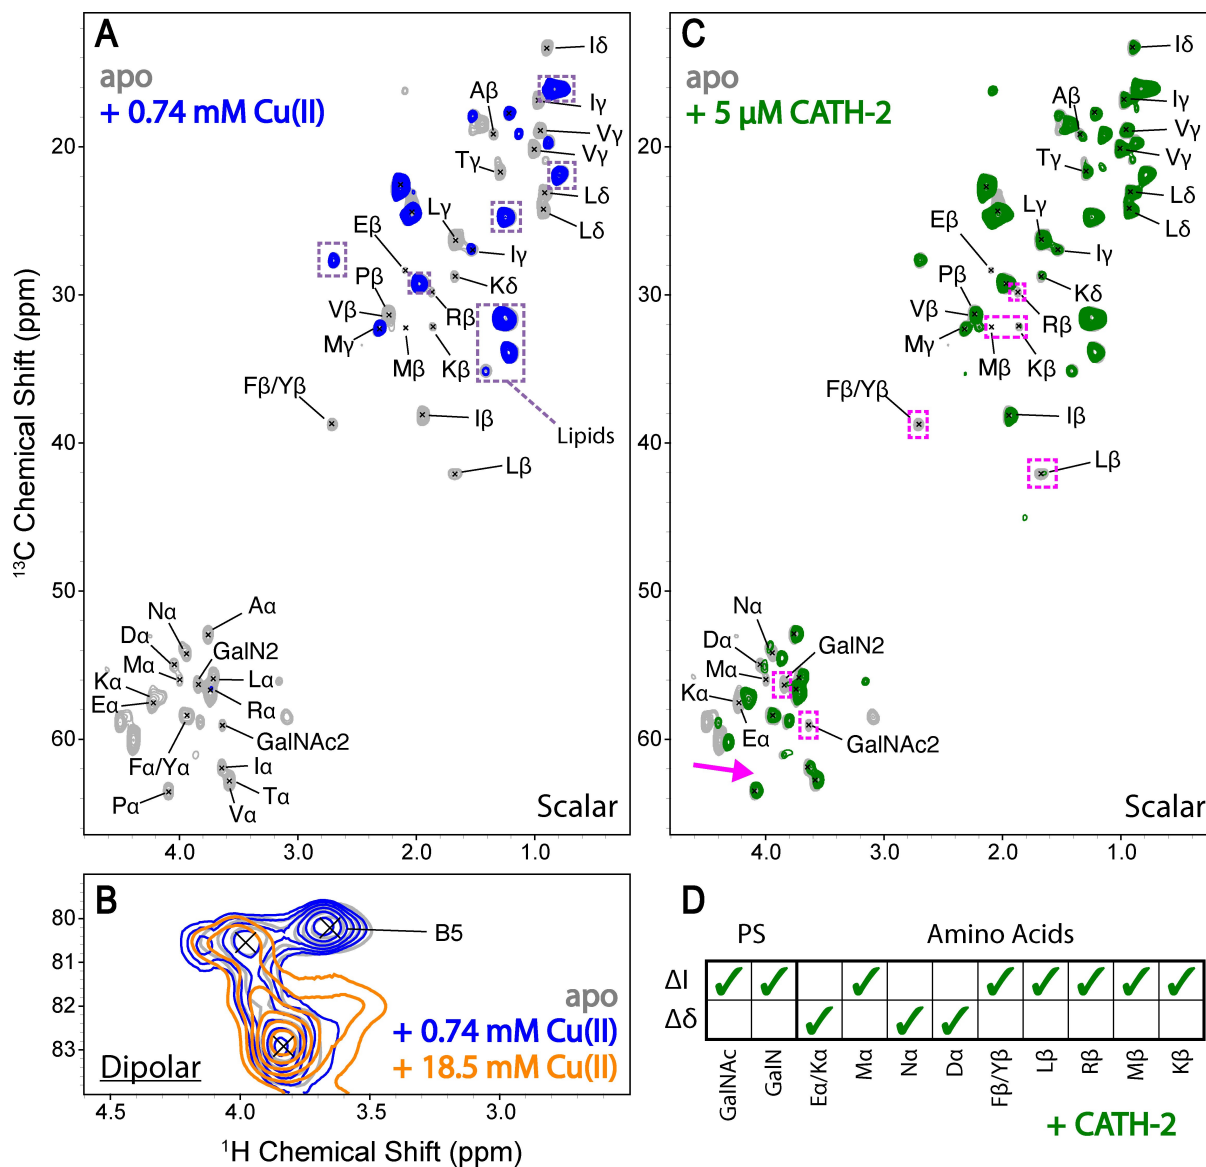 A
apo
+ 0.74 mM Cu(II)
Iδ
Aβ
Iγ
Vγ
Tγ
Vγ
Lδ
Lγ
Lδ
Eβ
Iγ
Pβ
Kδ
Vβ
Rβ
Mγ
Mβ
Kβ
Fβ/Yβ
Iβ
Lipids
Lβ
Nα
Aα
Dα
GalN2
Mα
Kα
Lα
Eα
Rα
GalNAc2
Fα/Yα
Iα
Pα
Tα
Vα
Scalar
20
30
40
50
60
4.0 3.0 2.0 1.0
13C Chemical Shift (ppm)
C
apo
+ 5 µM CATH-2
Iδ
Aβ
Iγ
Vγ
Tγ
Vγ
Lδ
Lγ
Lδ
Eβ
Iγ
Pβ
Kδ
Vβ
Rβ
Mγ
Mβ
Kβ
Fβ/Yβ
Iβ
Lβ
Nα
Dα
GalN2
Mα
Kα
Eα
GalNAc2
Scalar
4.0 3.0 2.0 1.0
B
80
81
82
83
B5
apo
+ 0.74 mM Cu(II)
+ 18.5 mM Cu(II)
Dipolar
4.5 4.0 3.5 3.0
1H Chemical Shift (ppm)
D
PS Amino Acids
ΔI ✓ ✓ ✓ ✓ ✓ ✓ ✓ ✓
Δδ ✓ ✓ ✓
GalNAc GalN Eα/Kα Mα Nα Dα Fβ/Yβ Lβ Rβ Mβ Kβ
+ CATH-2